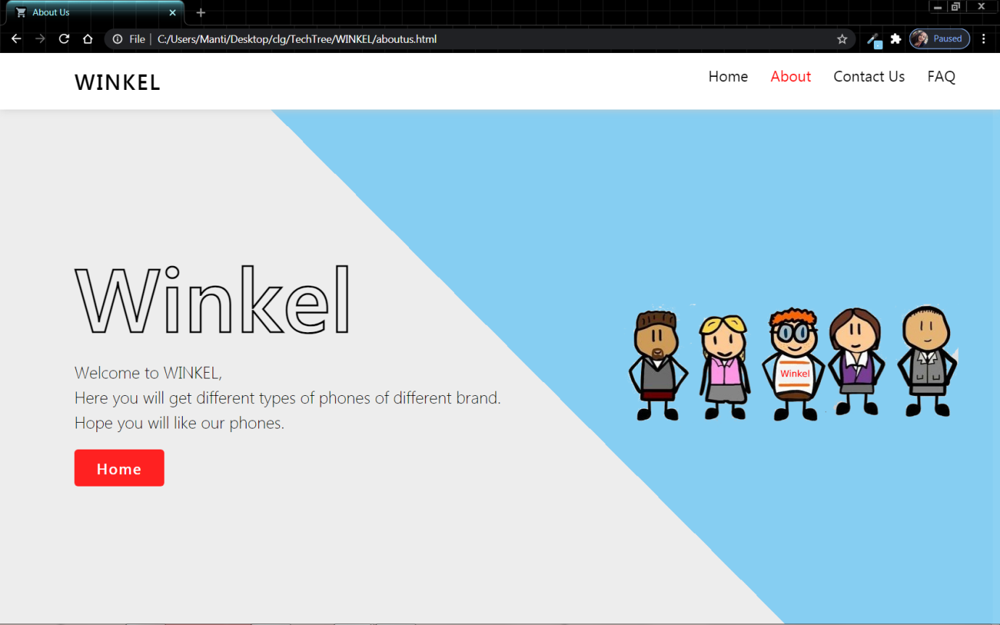 About Us
File
C:/Users/Manti/Desktop/clg/TechTree/WINKEL/aboutus.html
Paused
WINKEL
Home
About
Contact Us
FAQ
Winkel
Welcome to WINKEL,
Here you will get different types of phones of different brand.
Hope you will like our phones.
Home
Winkel